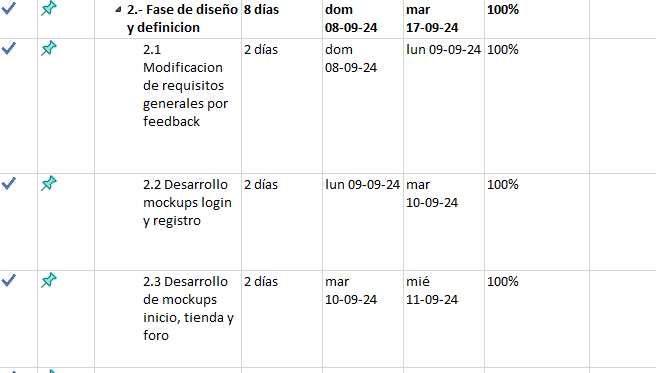 2.- Fase de diseño 8 días dom mar 100%
y definicion 08-09-24 17-09-24
2.1 2 días dom lun 09-09-24 100%
Modificacion 08-09-24
de requisitos
generales por
feedback
2.2 Desarrollo 2 días lun 09-09-24 mar 100%
mockups login 10-09-24
y registro
2.3 Desarrollo 2 días mar mié 100%
de mockups 10-09-24 11-09-24
inicio, tienda y
foro